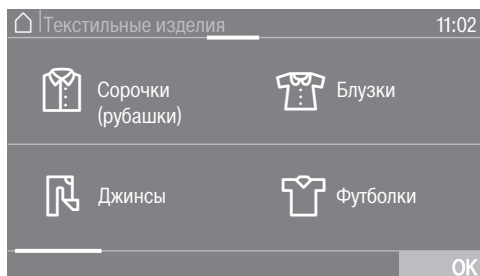 Текстильные изделия 11:02
Сорочки
(рубашки)
Блузки
Джинсы
Футболки
OK